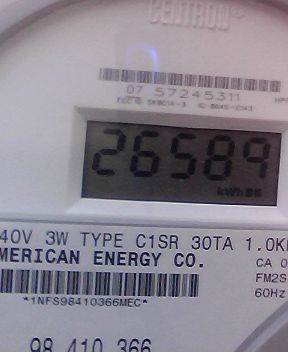 CENTRON®
07 57245311
26589
kWh
40V 3W TYPE C1SR 30TA 1.0K
MERICAN ENERGY CO.
CA 0
FM2S
60Hz
*1NFS98410366MEC*
98 410 366